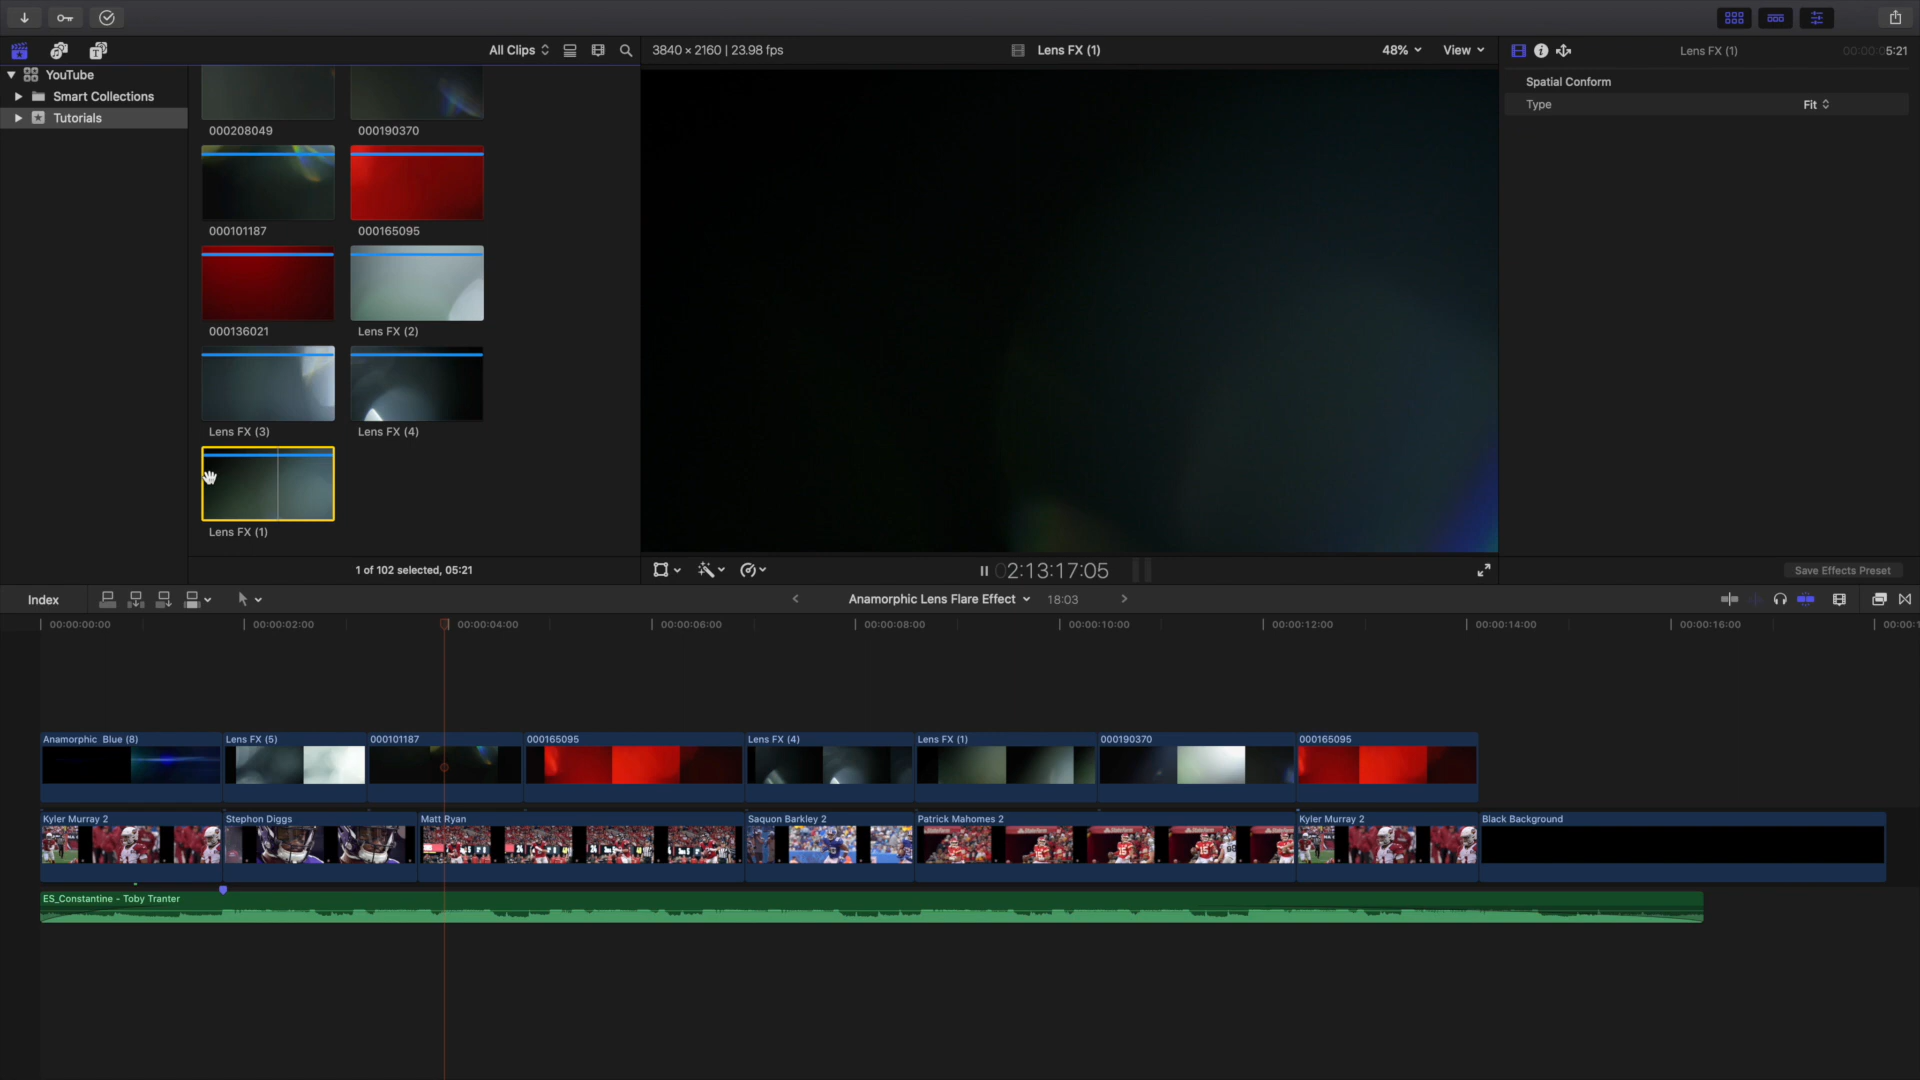 All Clips
3840 × 2160 | 23.98 fps
Lens FX (1)
48%
View
Lens FX (1)
00:00:05:21
YouTube
Smart Collections
Tutorials
000208049
000190370
000101187
000165095
000136021
Lens FX (2)
Lens FX (3)
Lens FX (4)
Lens FX (1)
Spatial Conform
Type
Fit
1 of 102 selected, 05:21
02:13:17:05
Save Effects Preset
Index
Anamorphic Lens Flare Effect
18:03
00:00:00:00
00:00:02:00
00:00:04:00
00:00:06:00
00:00:08:00
00:00:10:00
00:00:12:00
00:00:14:00
00:00:16:00
Anamorphic Blue (8)
Lens FX (5)
000101187
000165095
Lens FX (4)
Lens FX (1)
000190370
000165095
Kyler Murray 2
Stephon Diggs
Matt Ryan
Saquon Barkley 2
Patrick Mahomes 2
Kyler Murray 2
Black Background
ES_Constantine - Toby Tranter